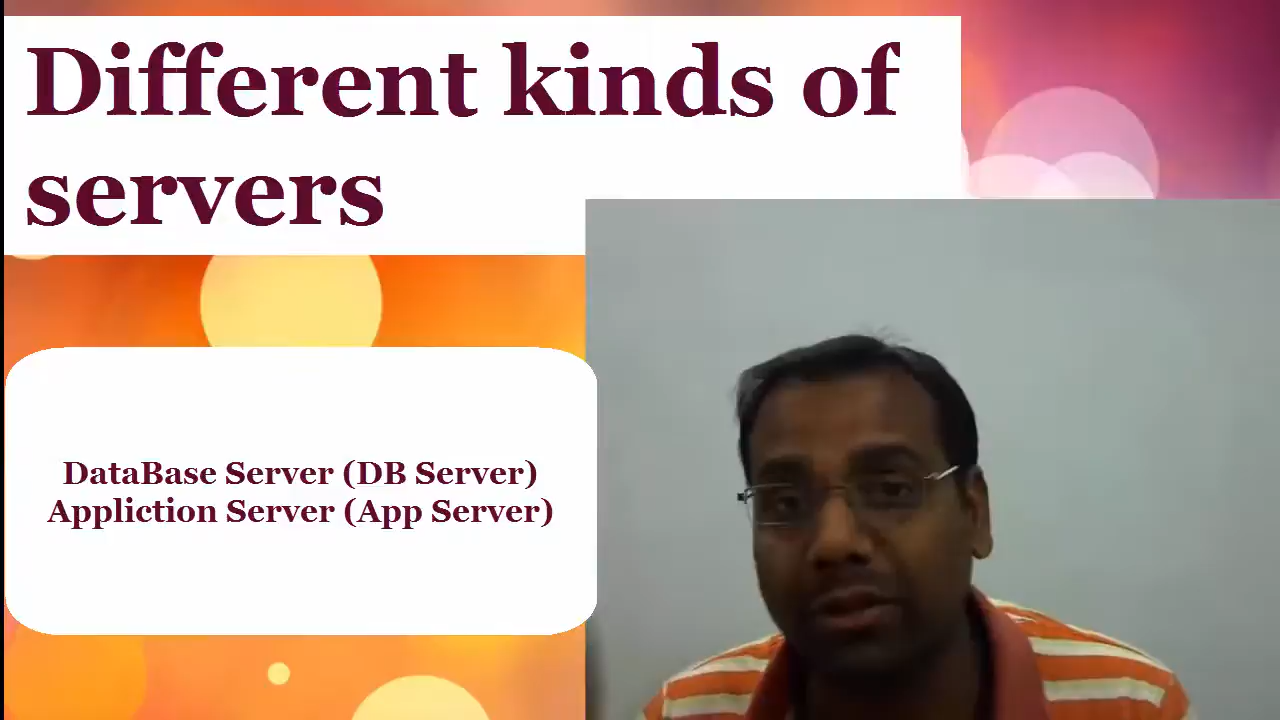 Different kinds of
servers
DataBase Server (DB Server)
Appliction Server (App Server)